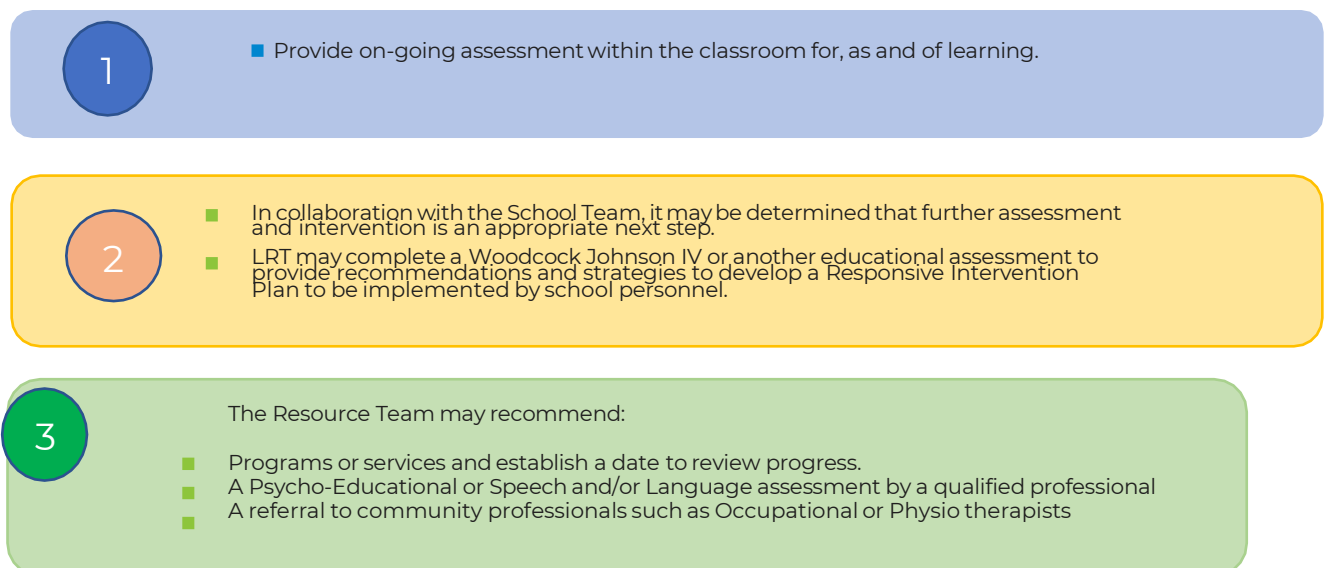 1
Provide on-going assessment within the classroom for, as and of learning.
2
In collaboration with the School Team, it may be determined that further assessment
and intervention is an appropriate next step.
LRT may complete a Woodcock Johnson IV or another educational assessment to
provide recommendations and strategies to develop a Responsive Intervention
Plan to be implemented by school personnel.
3
The Resource Team may recommend:
Programs or services and establish a date to review progress.
A Psycho-Educational or Speech and/or Language assessment by a qualified professional
A referral to community professionals such as Occupational or Physio therapists